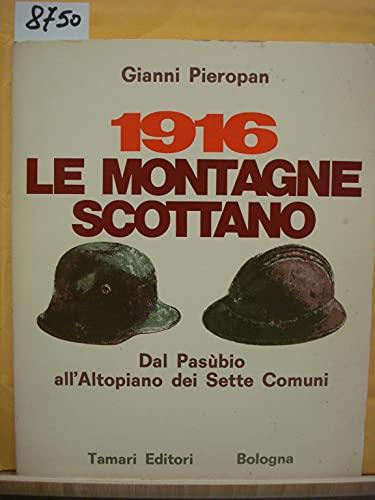 8750
Gianni Pieropan
1916
LE MONTAGNE
SCOTTANO
Dal Pasùbio
all'Altopiano dei Sette Comuni
Tamari Editori Bologna